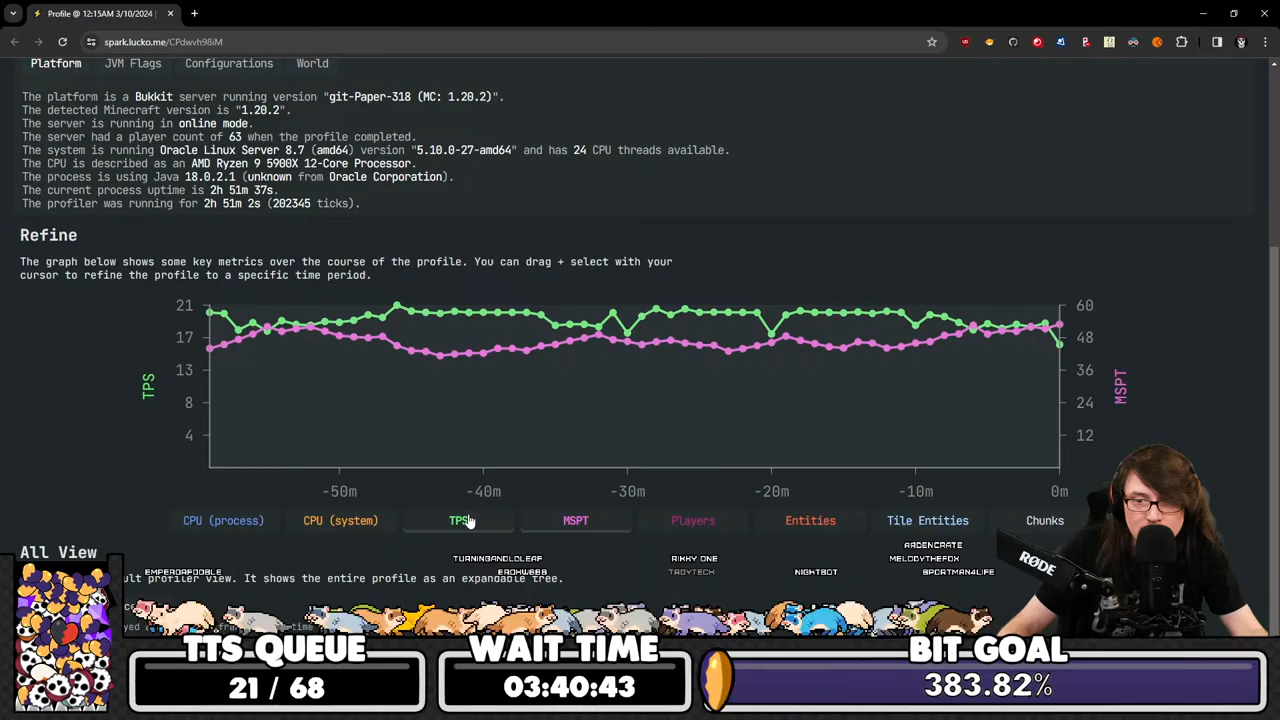 Profile @ 12:15AM 3/10/2024 |
spark.lucko.me/CPdwvh98iM
Platform JVM Flags Configurations World
The platform is a Bukkit server running version "git-Paper-318 (MC: 1.20.2)".
The detected Minecraft version is "1.20.2".
The server is running in online mode.
The server had a player count of 63 when the profile completed.
The system is running Oracle Linux Server 8.7 (amd64) version "5.10.0-27-amd64" and has 24 CPU threads available.
The CPU is described as an AMD Ryzen 9 5900X 12-Core Processor.
The process is using Java 18.0.2.1 (unknown from Oracle Corporation).
The current process uptime is 2h 51m 37s.
The profiler was running for 2h 51m 2s (202345 ticks).
Refine
The graph below shows some key metrics over the course of the profile. You can drag + select with your
cursor to refine the profile to a specific time period.
21 60
17 48
13 36
TPS MSPT
8 24
4 12
-50m -40m -30m -20m -10m 0m
CPU (process) CPU (system) TPS MSPT Players Entities Tile Entities Chunks
All View
ARDENCRATE
TURNINGANDLOLEAF RIKKY ONE MELODYTHEFOX
EMPERORFOOBLE TROYTECH NIGHTBOT SPORTMAN4LIFE
ult profiler view. It shows the entire profile as an expandable tree.
RØDE
TTS QUEUE WAIT TIME BIT GOAL
21 / 68 03:40:43 383.82%